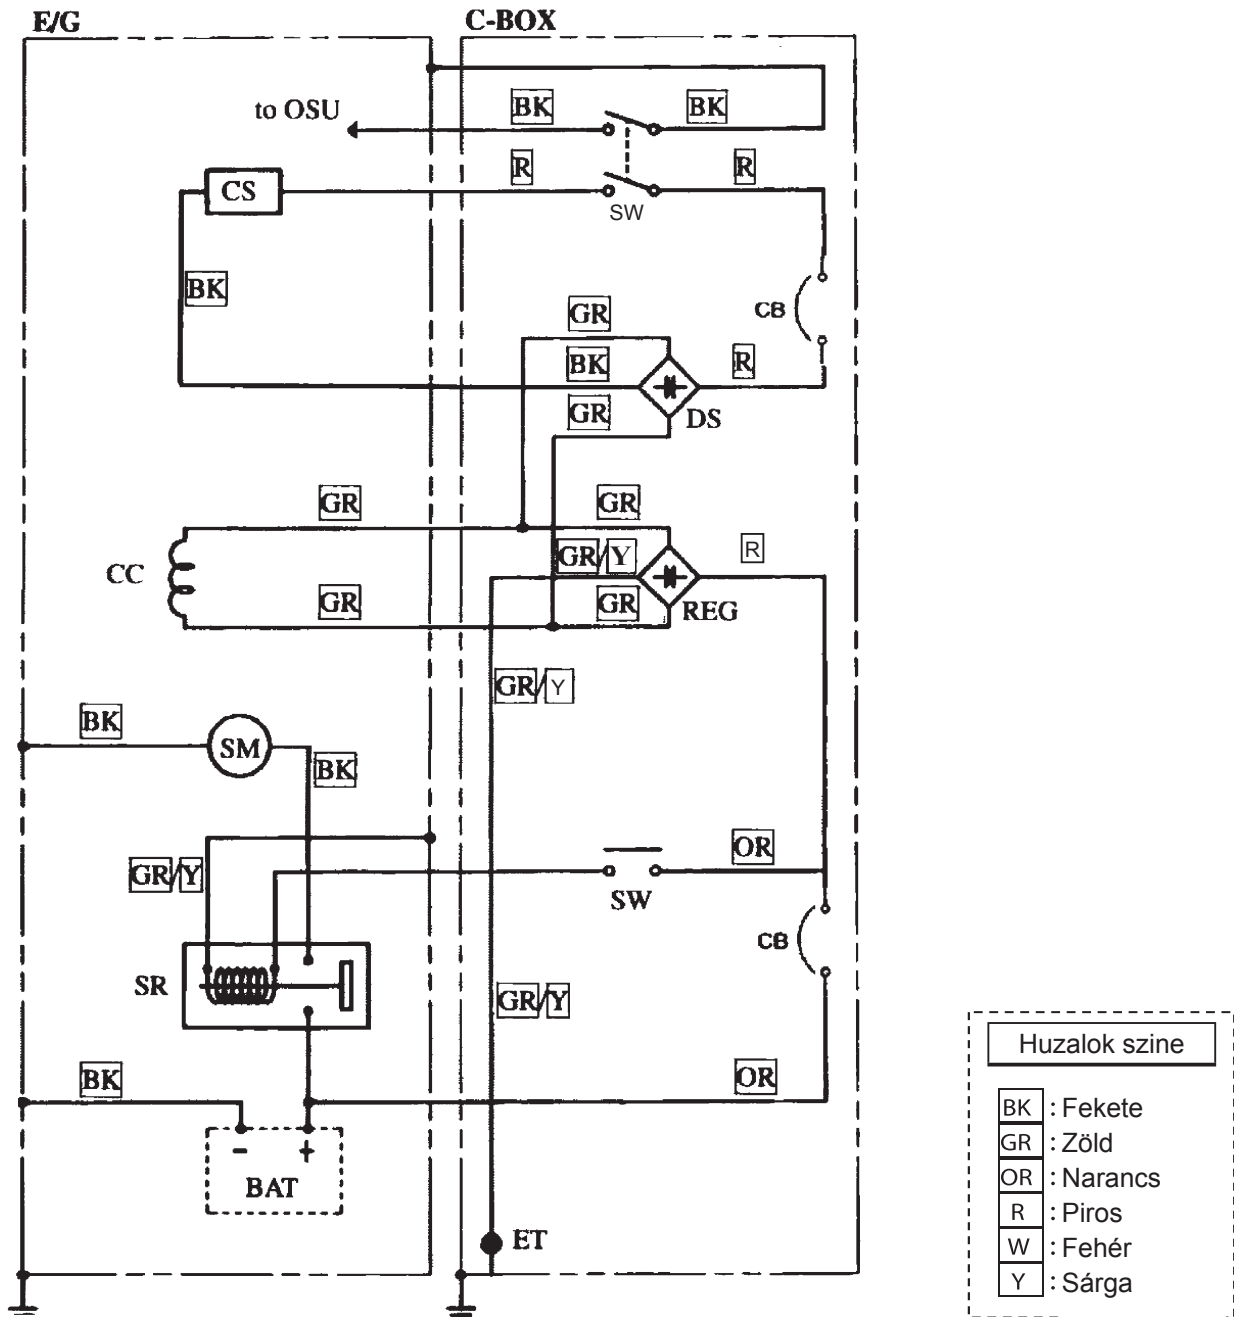 E/G
C-BOX
to OSU
BK
BK
R
R
CS
SW
BK
CB
GR
BK
R
GR
DS
GR
GR
GR/Y
R
CC
GR
GR
REG
GR/Y
BK
SM
BK
OR
GR/Y
SW
CB
SR
GR/Y
BK
OR
- +
BAT
ET
Huzalok szine
BK : Fekete
GR : Zöld
OR : Narancs
R : Piros
W : Fehér
Y : Sárga